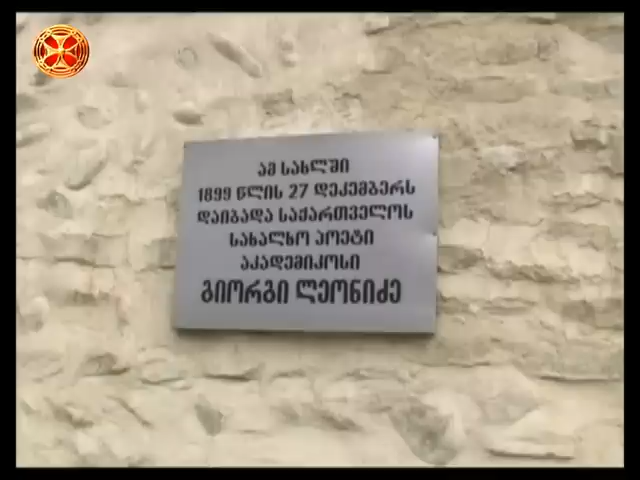 ამ სახლში
1899 წლის 27 დეკემბერს
დაიბადა საქართველოს
სახალხო პოეტი
აკადემიკოსი
გიორგი ლეონიძე